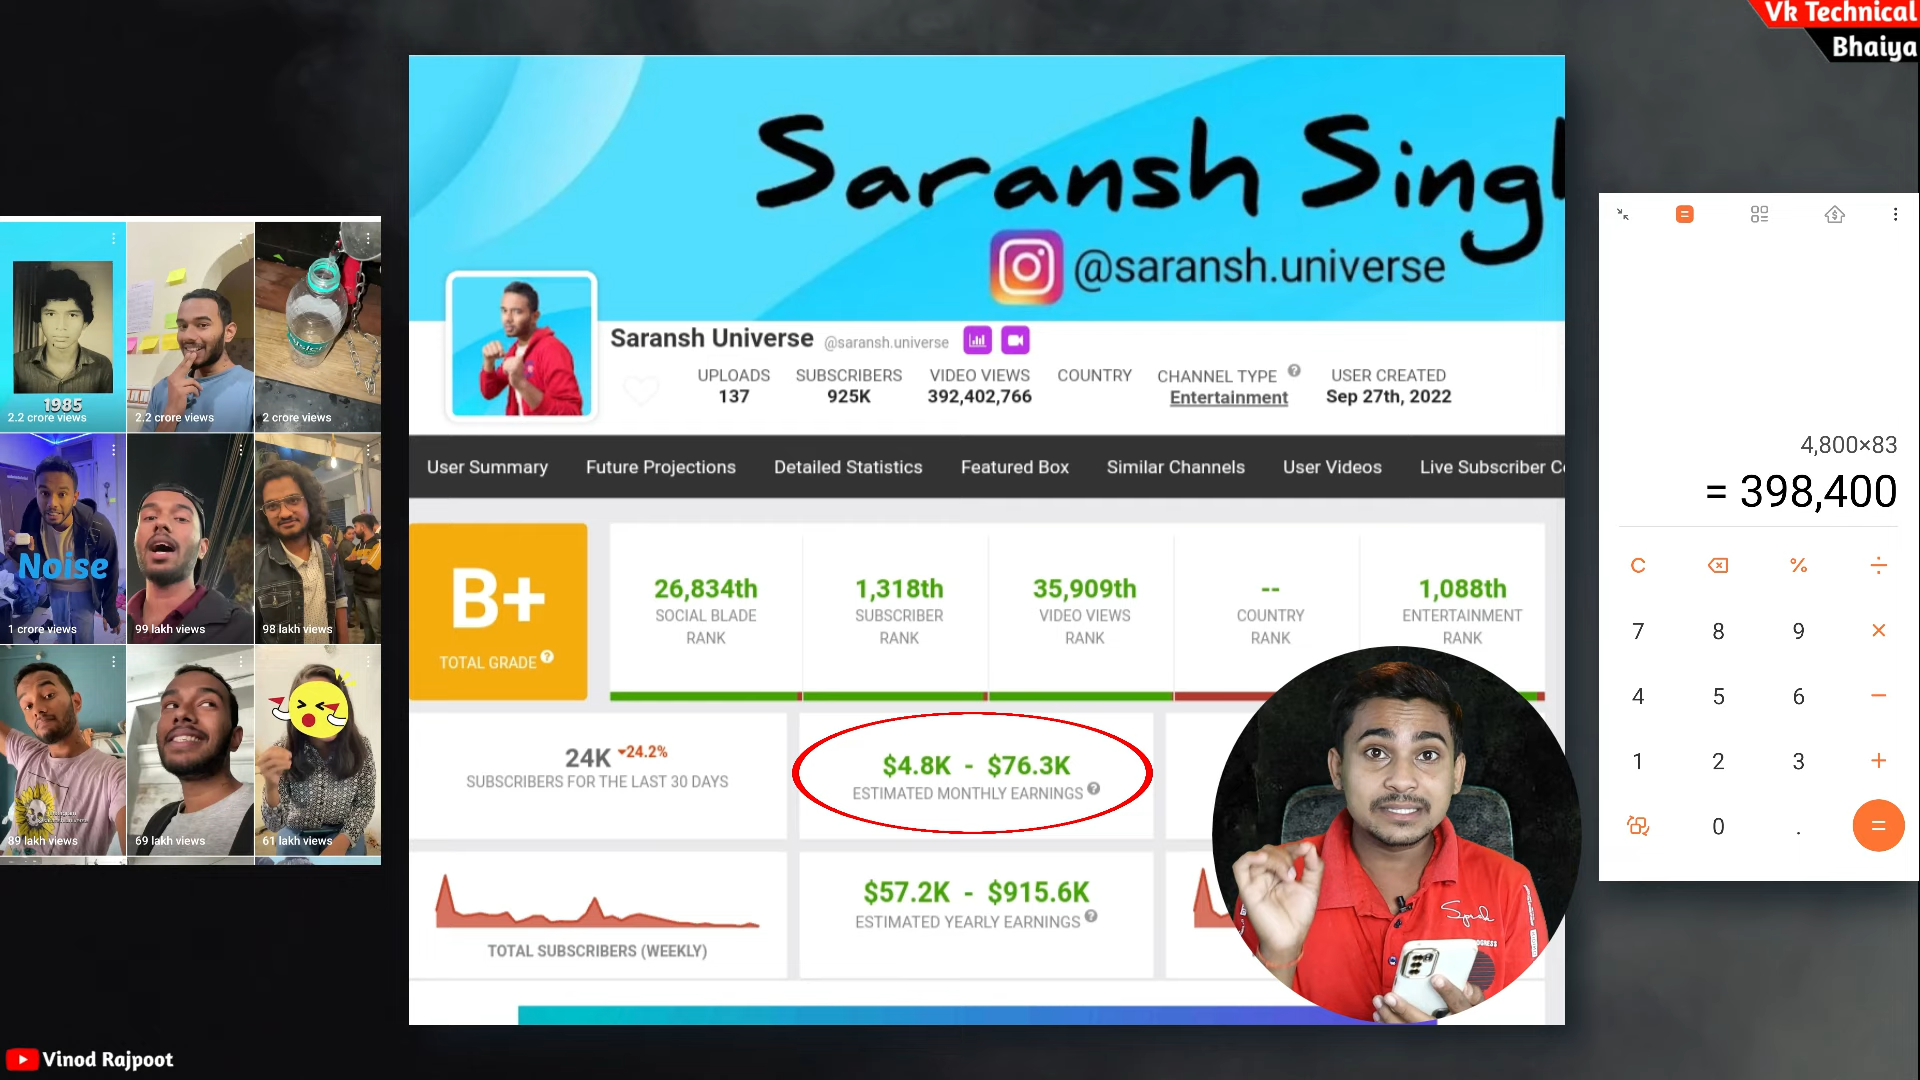 Vk Technical
Bhaiya
Saransh Singh
@saransh.universe
Saransh Universe @saransh.universe
UPLOADS
137
SUBSCRIBERS
925K
VIDEO VIEWS
392,402,766
COUNTRY
CHANNEL TYPE ?
Entertainment
USER CREATED
Sep 27th, 2022
User Summary Future Projections Detailed Statistics Featured Box Similar Channels User Videos Live Subscriber C
B+
TOTAL GRADE ?
26,834th
SOCIAL BLADE
RANK
1,318th
SUBSCRIBER
RANK
35,909th
VIDEO VIEWS
RANK
--
COUNTRY
RANK
1,088th
ENTERTAINMENT
RANK
24K 24.2%
SUBSCRIBERS FOR THE LAST 30 DAYS
$4.8K - $76.3K
ESTIMATED MONTHLY EARNINGS ?
TOTAL SUBSCRIBERS (WEEKLY)
$57.2K - $915.6K
ESTIMATED YEARLY EARNINGS ?
1985
2.2 crore views
2.2 crore views
2 crore views
Noise
1 crore views
99 lakh views
98 lakh views
89 lakh views
69 lakh views
61 lakh views
4,800×83
= 398,400
C % ÷
7 8 9 ×
4 5 6 −
1 2 3 +
0 . =
Vinod Rajpoot